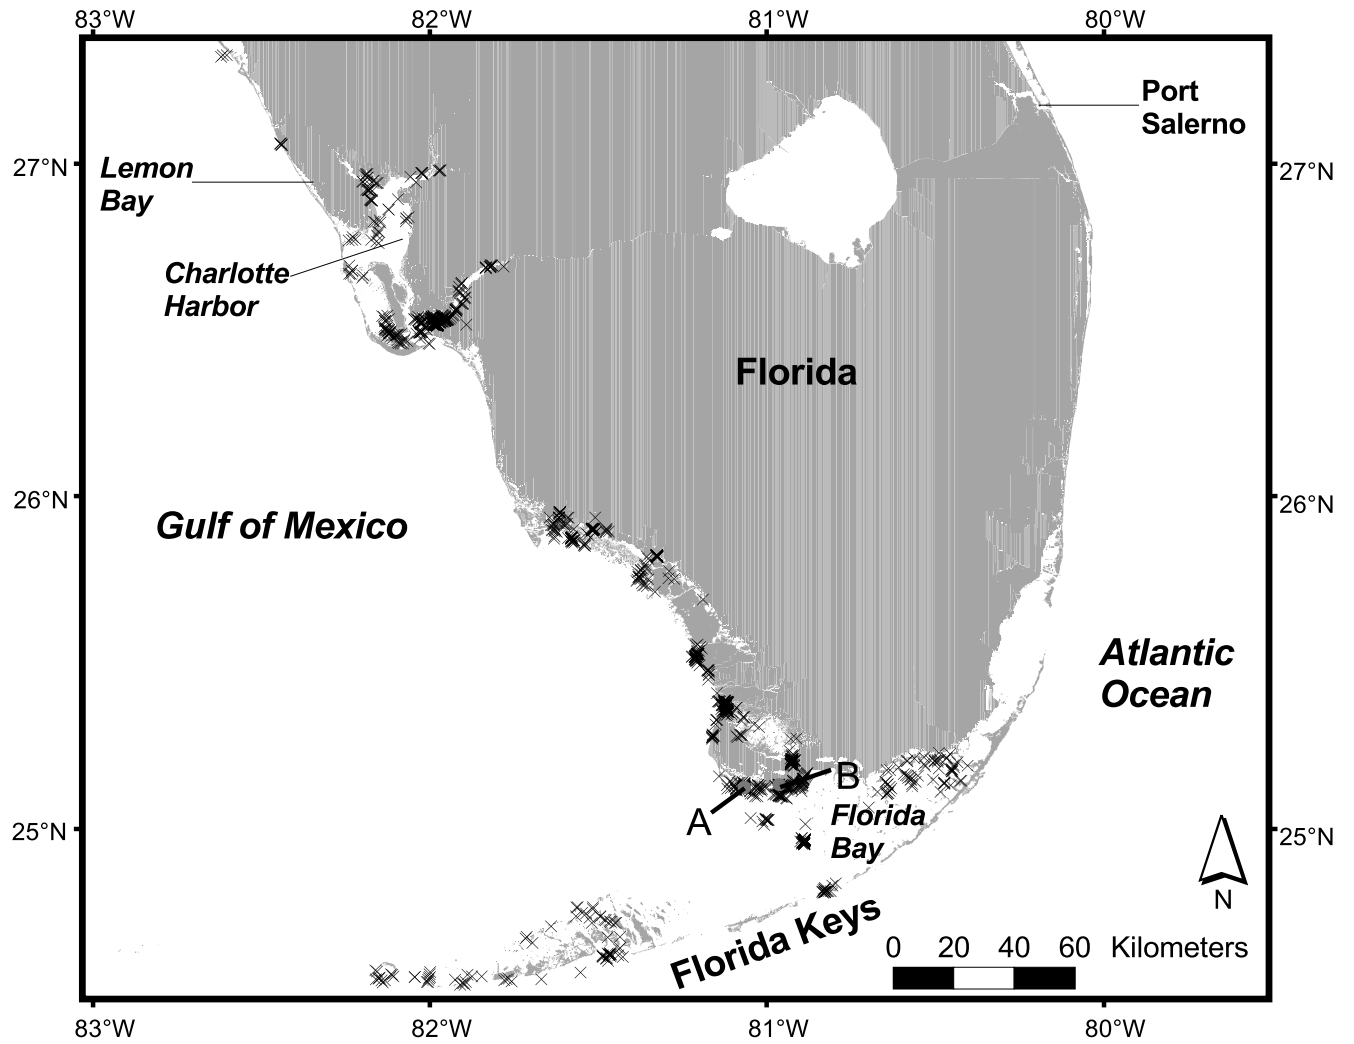 83°W 82°W 81°W 80°W
Port
Salerno
27°N 27°N
Lemon
Bay
Charlotte
Harbor
Florida
26°N 26°N
Gulf of Mexico
Atlantic
Ocean
B
A
Florida
Bay
25°N 25°N
Florida Keys
N
0 20 40 60 Kilometers
83°W 82°W 81°W 80°W